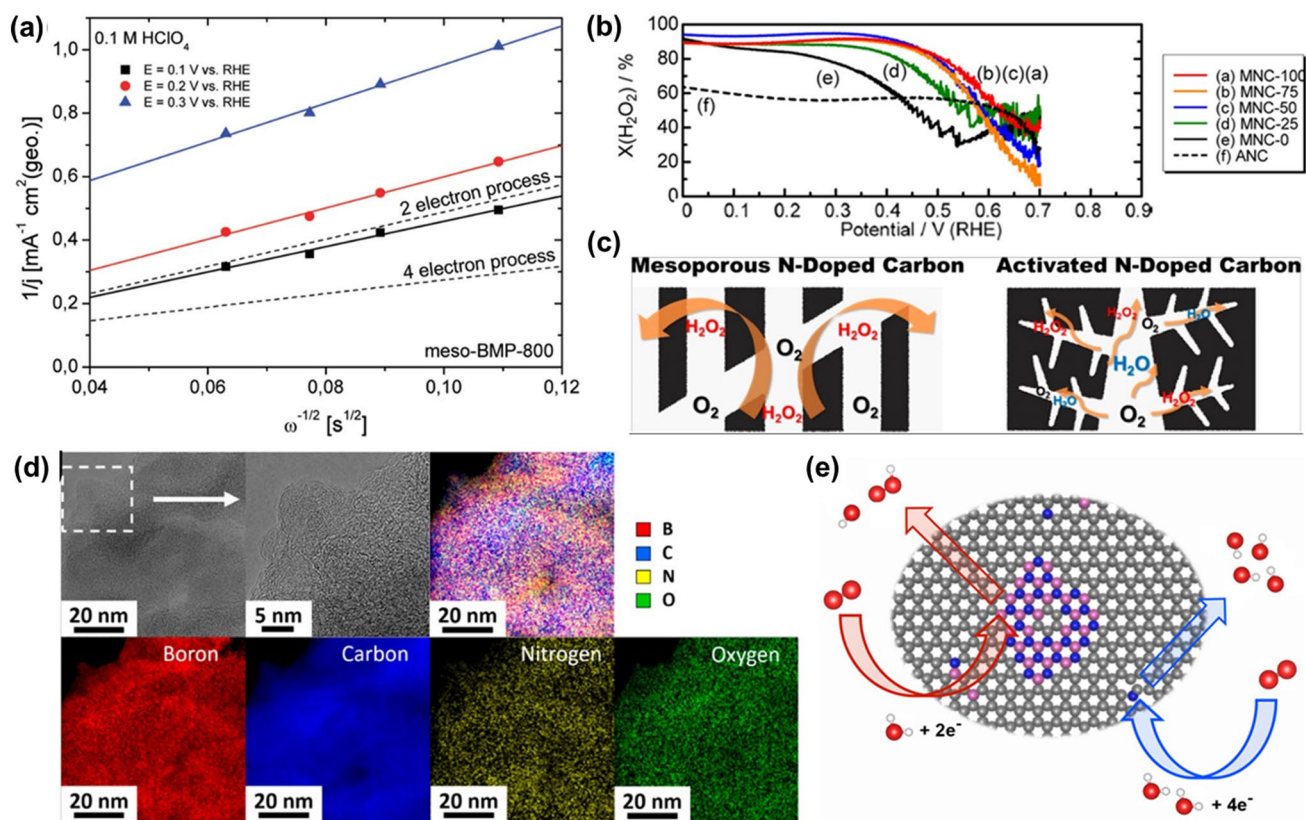 (a)
0.1 M HClO4
E = 0.1 V vs. RHE
E = 0.2 V vs. RHE
E = 0.3 V vs. RHE
1,0
0,8
0,6
0,4
0,2
0,0
1/j [mA-1 cm2(geo.)]
2 electron process
4 electron process
meso-BMP-800
0,04
0,06
0,08
0,10
0,12
ω-1/2 [s1/2]
(b)
100
80
60
40
20
0
X(H2O2) / %
(f)
(e)
(d)
(b)(c)(a)
0
0.1
0.2
0.3
0.4
0.5
0.6
0.7
0.8
0.9
Potential / V (RHE)
(a) MNC-100
(b) MNC-75
(c) MNC-50
(d) MNC-25
(e) MNC-0
(f) ANC
(c)
Mesoporous N-Doped Carbon
H2O2
H2O2
O2
O2
H2O2
O2
Activated N-Doped Carbon
H2O2
H2O2
O2
H2O
H2O
O2
H2O
O2
H2O2
(d)
20 nm
5 nm
20 nm
B
C
N
O
Boron
20 nm
Carbon
20 nm
Nitrogen
20 nm
Oxygen
20 nm
(e)
+ 2e-
+ 4e-